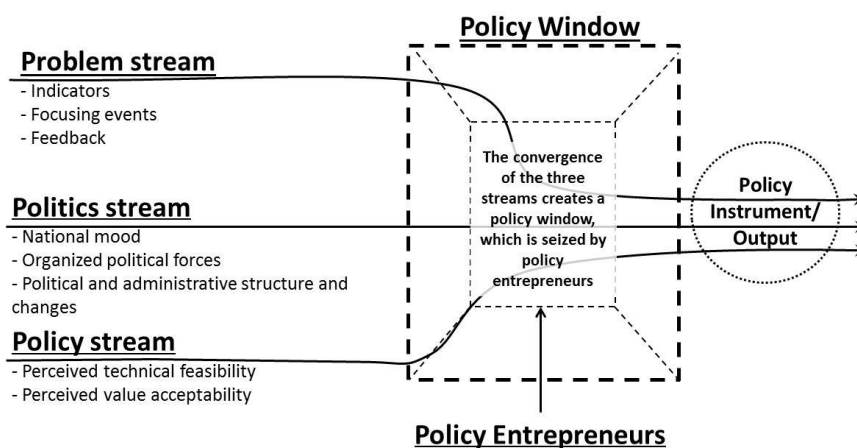 Policy Window
Problem stream
- Indicators
- Focusing events
- Feedback
Politics stream
- National mood
- Organized political forces
- Political and administrative structure and
changes
Policy stream
- Perceived technical feasibility
- Perceived value acceptability
The convergence
of the three
streams creates a
policy window,
which is seized by
policy
entrepreneurs
Policy
Instrument/
Output
Policy Entrepreneurs